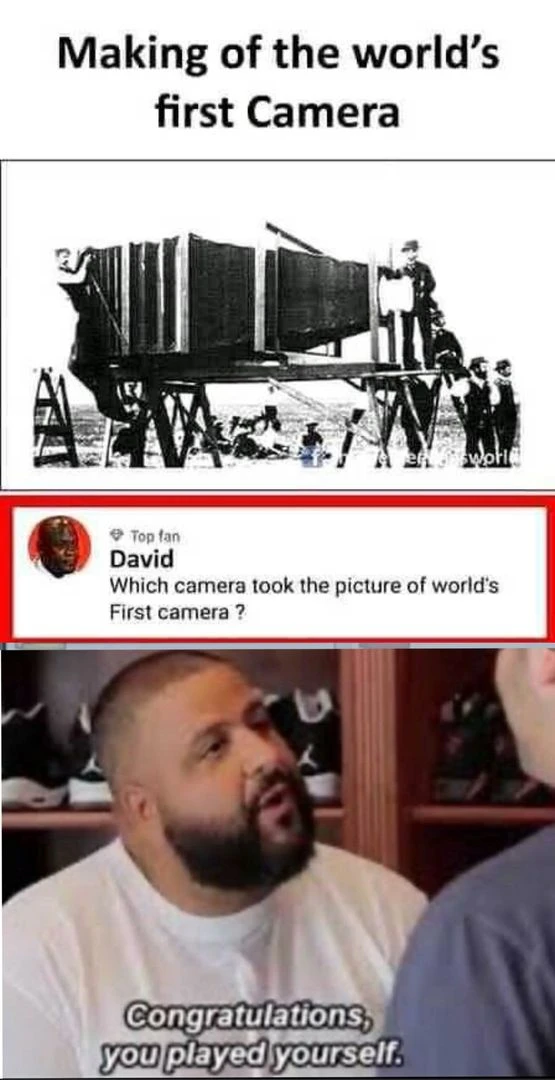 Making of the world's
first Camera
Top fan
David
Which camera took the picture of world's
First camera ?
Congratulations,
you played yourself.